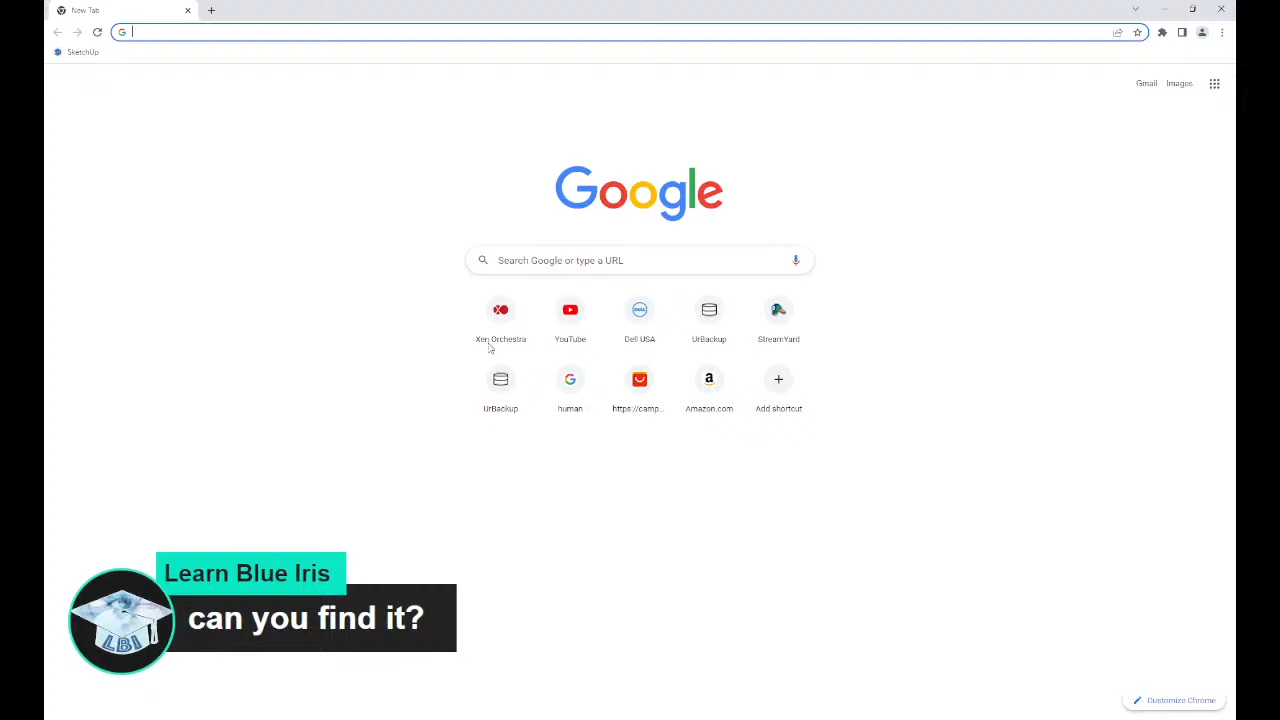 New Tab
SketchUp
Gmail Images
Google
Search Google or type a URL
Xen Orchestra YouTube Dell USA UrBackup StreamYard
UrBackup human https://camp... Amazon.com Add shortcut
Learn Blue Iris
can you find it?
LBI
Customize Chrome